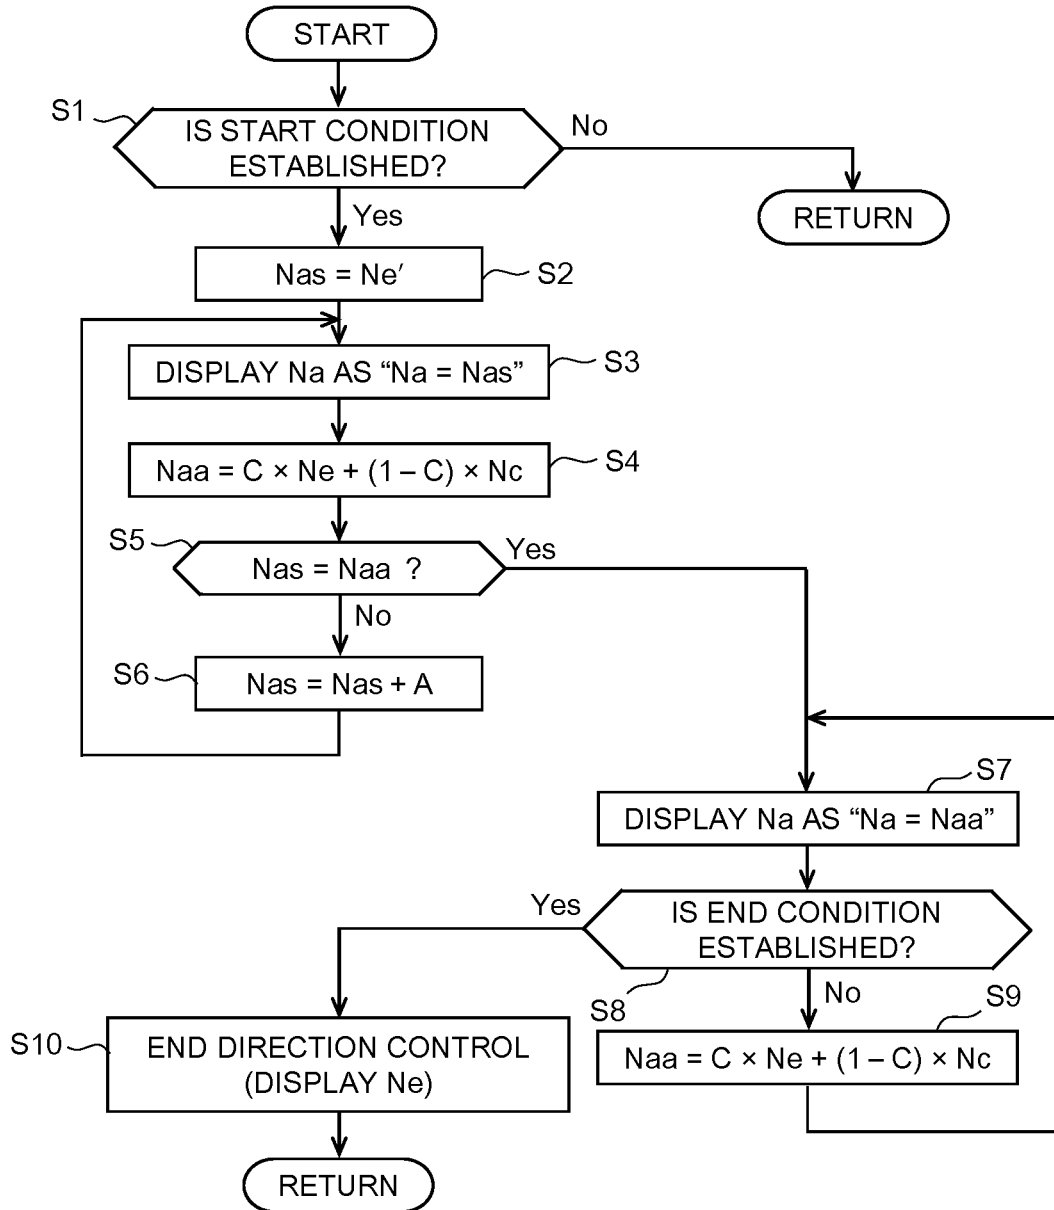 START
S1
IS START CONDITION
ESTABLISHED?
No
RETURN
Yes
Nas = Ne′
S2
DISPLAY Na AS “Na = Nas”
S3
Naa = C × Ne + (1 – C) × Nc
S4
S5
Nas = Naa ?
Yes
No
S6
Nas = Nas + A
S7
DISPLAY Na AS “Na = Naa”
Yes
IS END CONDITION
ESTABLISHED?
S8
No
S9
Naa = C × Ne + (1 – C) × Nc
S10
END DIRECTION CONTROL
(DISPLAY Ne)
RETURN